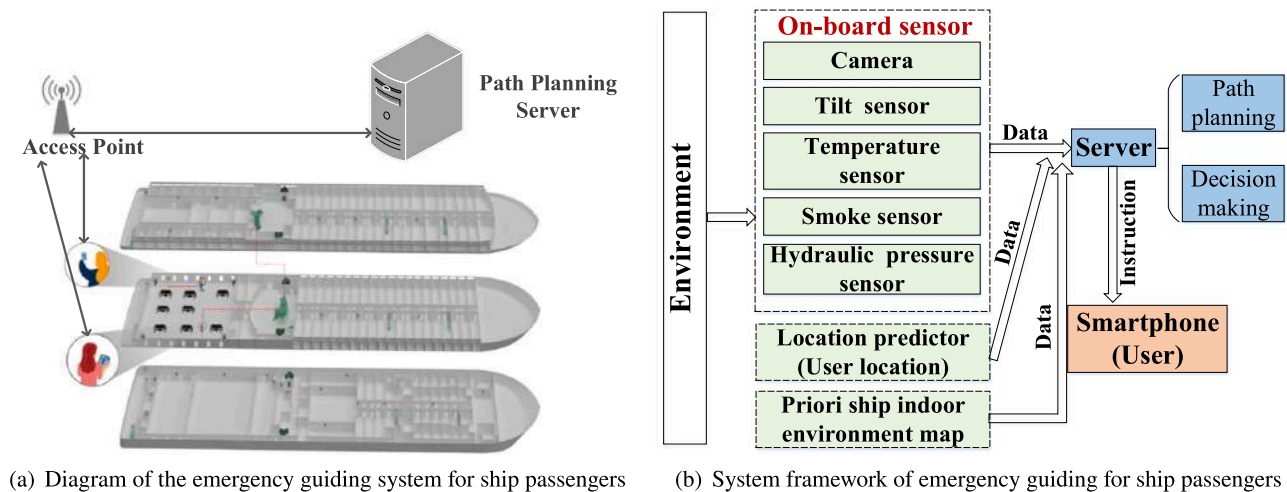 Path Planning
Server
Access Point
(a) Diagram of the emergency guiding system for ship passengers
Environment
On-board sensor
Camera
Tilt sensor
Temperature
sensor
Smoke sensor
Hydraulic pressure
sensor
Location predictor
(User location)
Priori ship indoor
environment map
Data
Data
Data
Server
Path
planning
Decision
making
Instruction
Smartphone
(User)
(b) System framework of emergency guiding for ship passengers